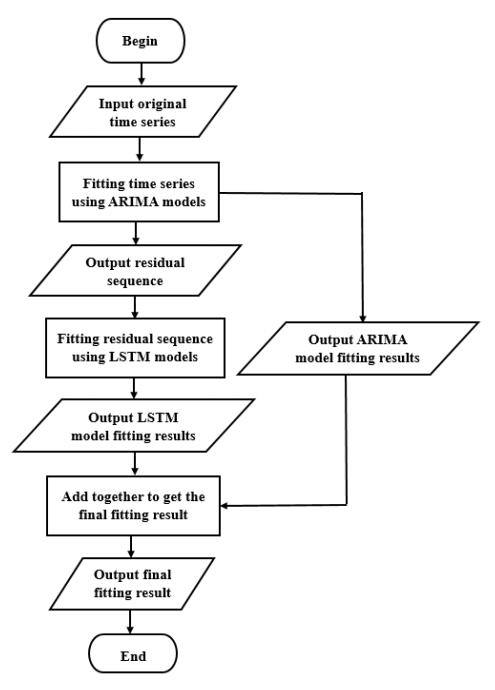 Begin
Input original
time series
Fitting time series
using ARIMA models
Output residual
sequence
Fitting residual sequence
using LSTM models
Output ARIMA
model fitting results
Output LSTM
model fitting results
Add together to get the
final fitting result
Output final
fitting result
End